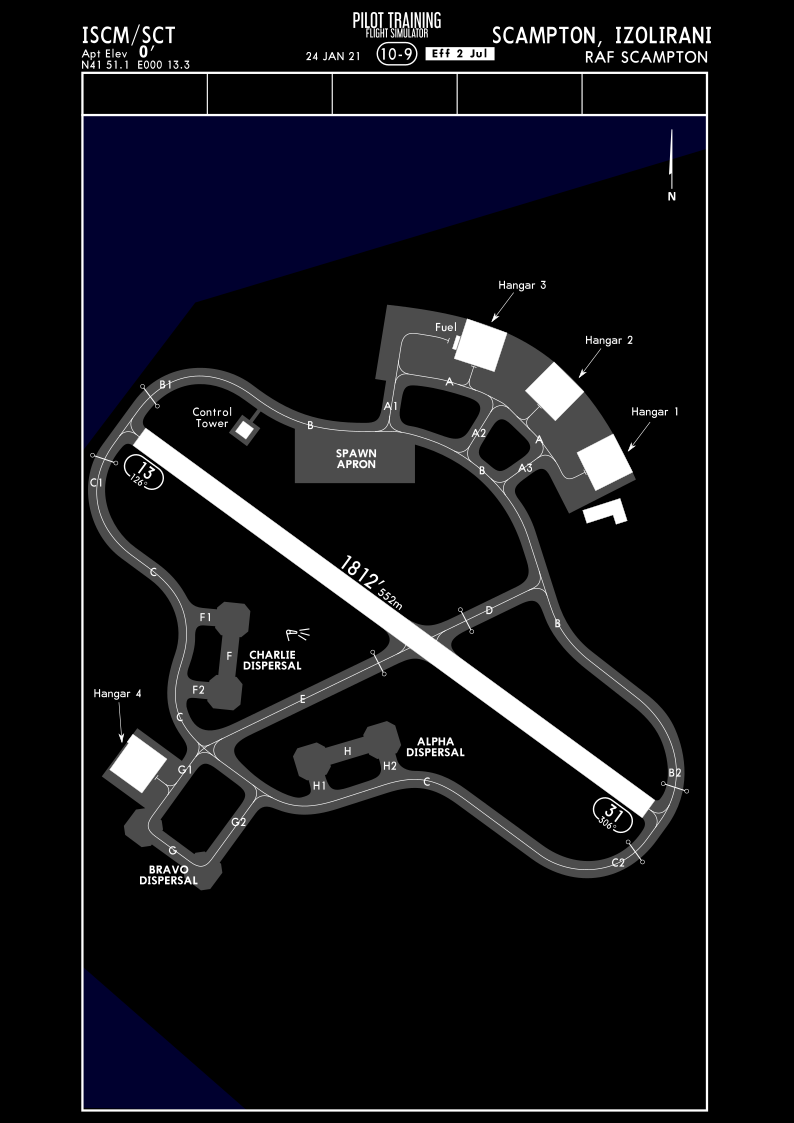 PILOT TRAINING
FLIGHT SIMULATOR
ISCM/SCT
Apt Elev 0′
N41 51.1 E000 13.3
24 JAN 21
10-9
Eff 2 Jul
SCAMPTON, IZOLIRANI
RAF SCAMPTON
N
Hangar 3
Fuel
Hangar 2
Hangar 1
B1
A
A1
Control
Tower
B
A2
A
SPAWN
APRON
A3
B
13
126°
C1
1812′ 552m
C
D
F1
B
F
CHARLIE
DISPERSAL
F2
E
Hangar 4
C
ALPHA
DISPERSAL
H
G1
H2
H1
C
B2
31
306°
G2
G
C2
BRAVO
DISPERSAL